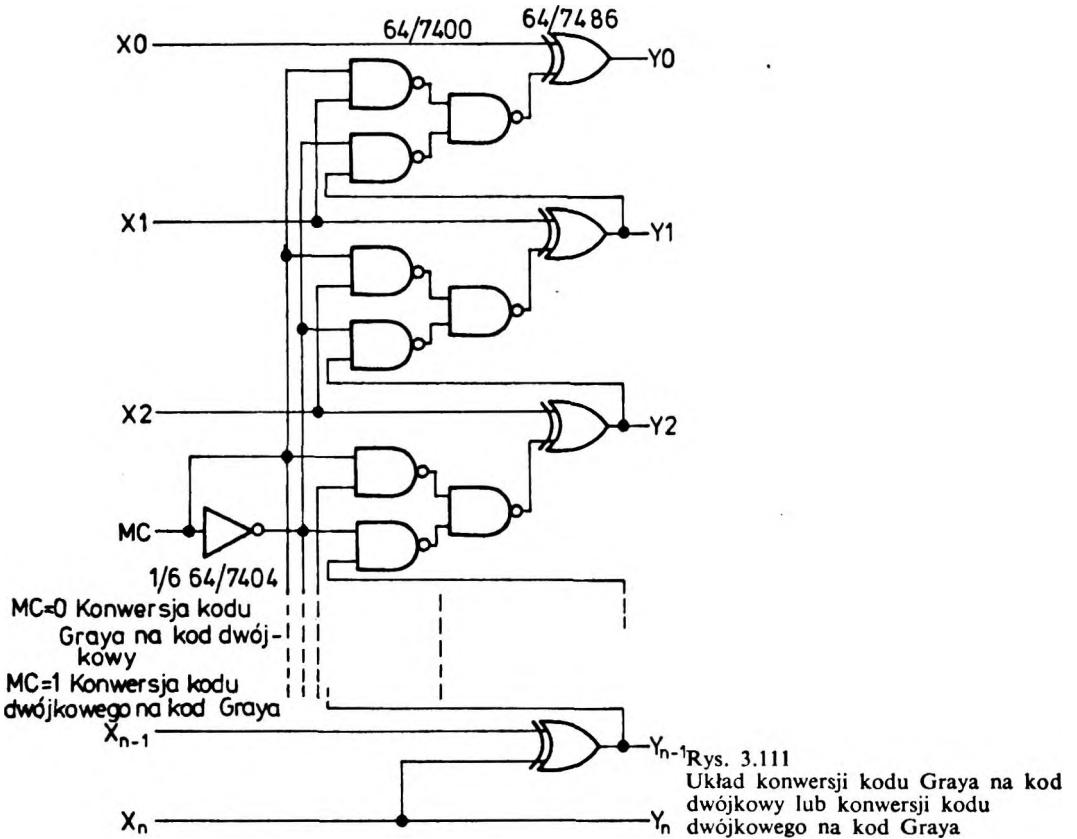 64/7400
64/7486
X0
Y0
X1
Y1
X2
Y2
MC
1/6 64/7404
MC=0 Konwersja kodu
Graya na kod dwój-
kowy
MC=1 Konwersja kodu
dwójkowego na kod Graya
Xn-1
Yn-1
Xn
Yn
Rys. 3.111
Układ konwersji kodu Graya na kod
dwójkowy lub konwersji kodu
dwójkowego na kod Graya